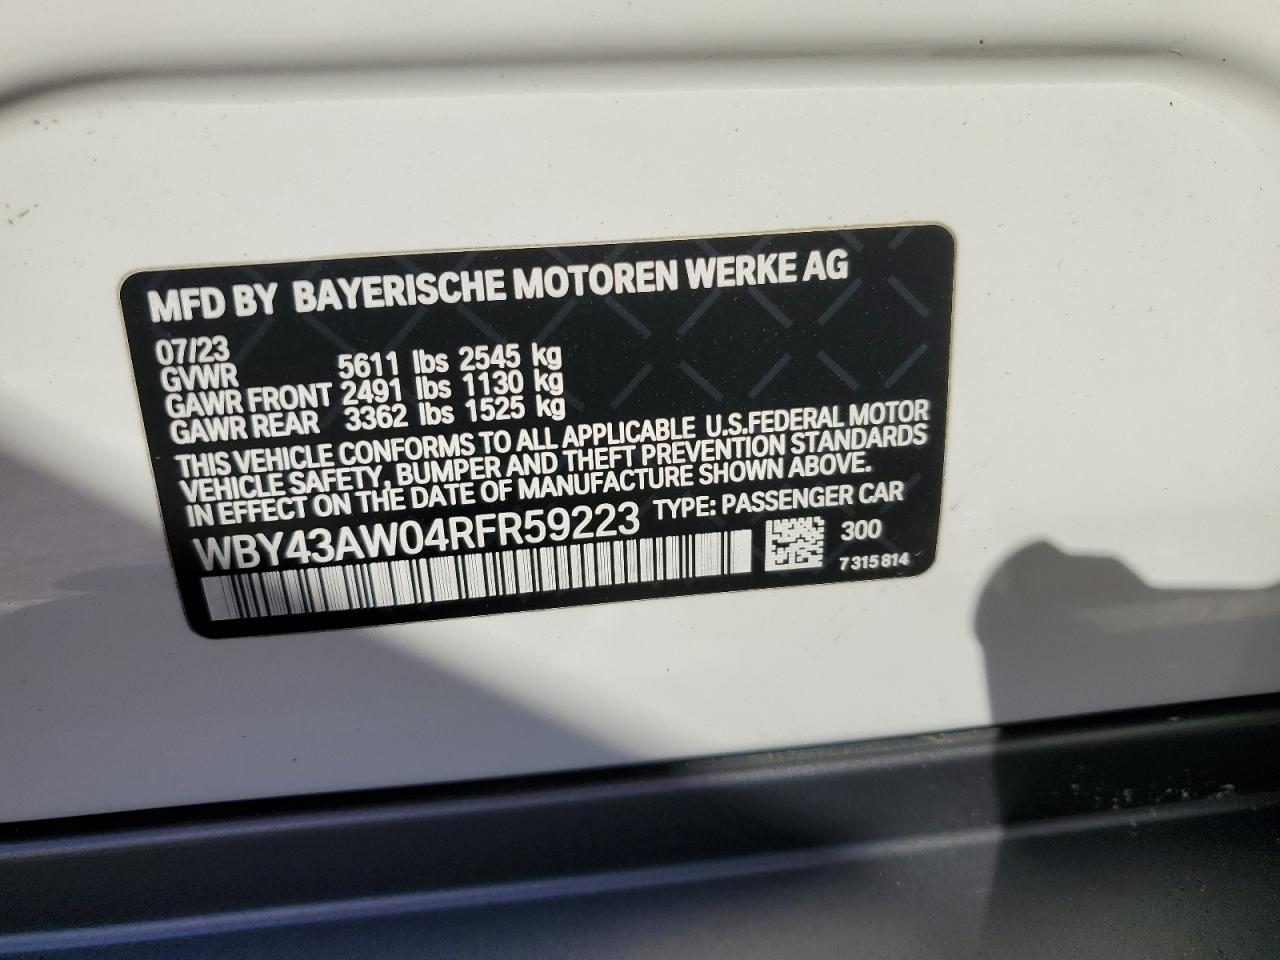 MFD BY BAYERISCHE MOTOREN WERKE AG
07/23
GVWR 5611 lbs 2545 kg
GAWR FRONT 2491 lbs 1130 kg
GAWR REAR 3362 lbs 1525 kg
THIS VEHICLE CONFORMS TO ALL APPLICABLE U.S.FEDERAL MOTOR
VEHICLE SAFETY, BUMPER AND THEFT PREVENTION STANDARDS
IN EFFECT ON THE DATE OF MANUFACTURE SHOWN ABOVE.
WBY43AW04RFR59223 TYPE: PASSENGER CAR
300
7 315 814